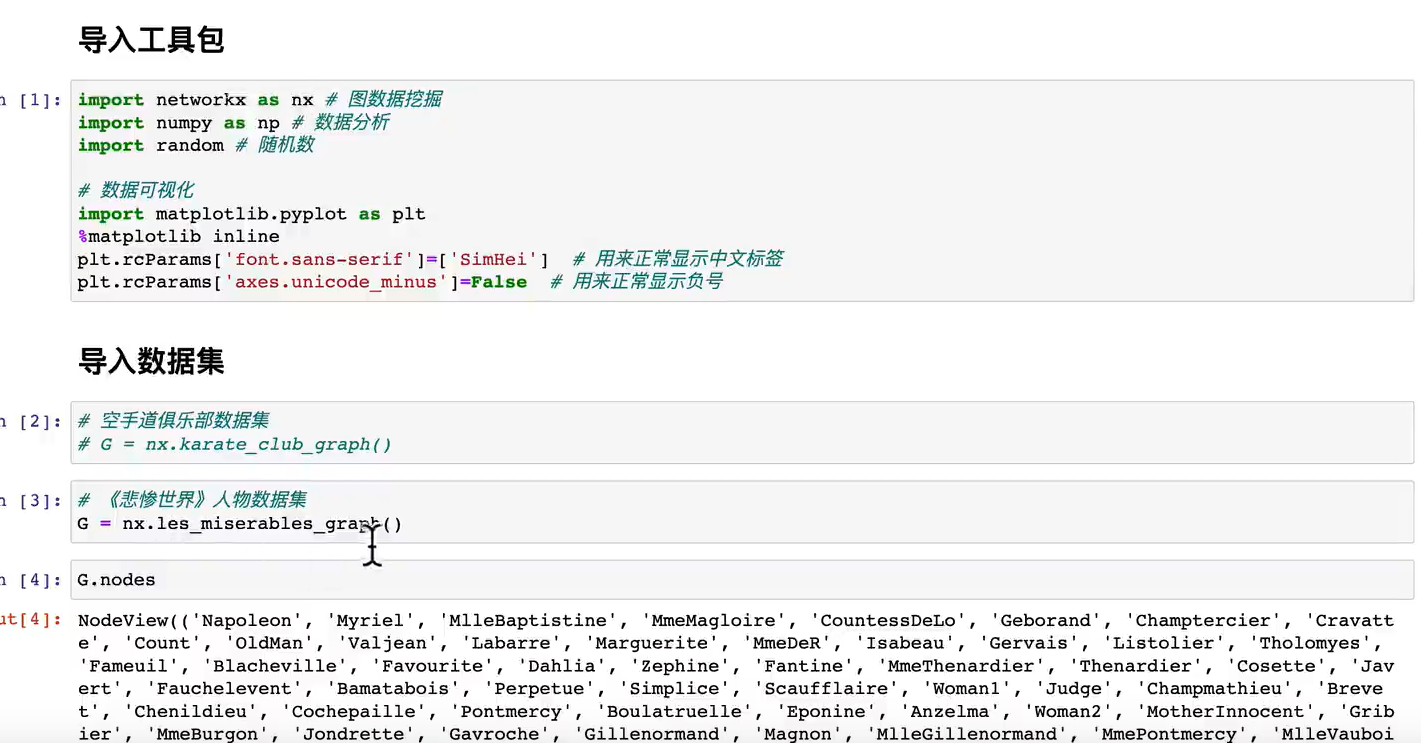 导入工具包
n [1]: import networkx as nx # 图数据挖掘
import numpy as np # 数据分析
import random # 随机数
# 数据可视化
import matplotlib.pyplot as plt
%matplotlib inline
plt.rcParams['font.sans-serif']=['SimHei']  # 用来正常显示中文标签
plt.rcParams['axes.unicode_minus']=False  # 用来正常显示负号
导入数据集
n [2]: # 空手道俱乐部数据集
# G = nx.karate_club_graph()
n [3]: # 《悲惨世界》人物数据集
G = nx.les_miserables_graph()
n [4]: G.nodes
ut[4]: NodeView(('Napoleon', 'Myriel', 'MlleBaptistine', 'MmeMagloire', 'CountessDeLo', 'Geborand', 'Champtercier', 'Cravatt
e', 'Count', 'OldMan', 'Valjean', 'Labarre', 'Marguerite', 'MmeDeR', 'Isabeau', 'Gervais', 'Listolier', 'Tholomyes',
'Fameuil', 'Blacheville', 'Favourite', 'Dahlia', 'Zephine', 'Fantine', 'MmeThenardier', 'Thenardier', 'Cosette', 'Jav
ert', 'Fauchelevent', 'Bamatabois', 'Perpetue', 'Simplice', 'Scaufflaire', 'Woman1', 'Judge', 'Champmathieu', 'Breve
t', 'Chenildieu', 'Cochepaille', 'Pontmercy', 'Boulatruelle', 'Eponine', 'Anzelma', 'Woman2', 'MotherInnocent', 'Grib
ier', 'MmeBurgon', 'Jondrette', 'Gavroche', 'Gillenormand', 'Magnon', 'MlleGillenormand', 'MmePontmercy', 'MlleVauboi